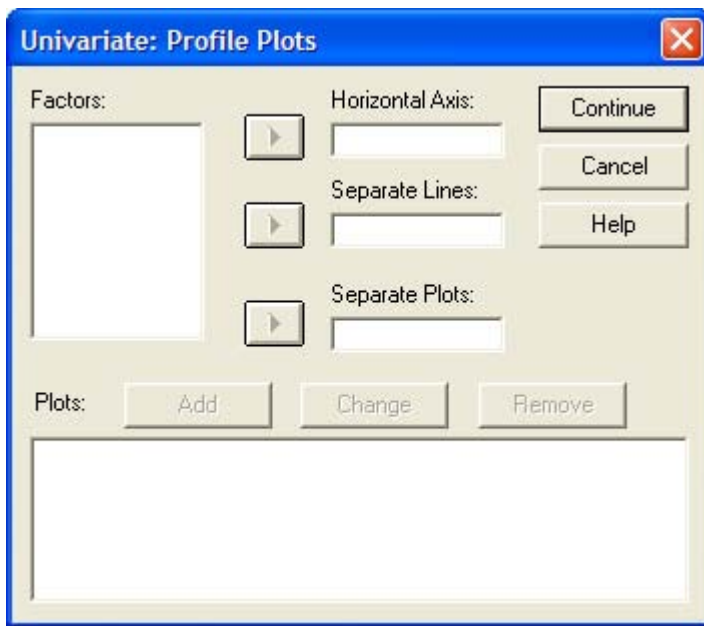 Univariate: Profile Plots
Factors:
Horizontal Axis:
Continue
Cancel
Separate Lines:
Help
Separate Plots:
Plots:
Add
Change
Remove